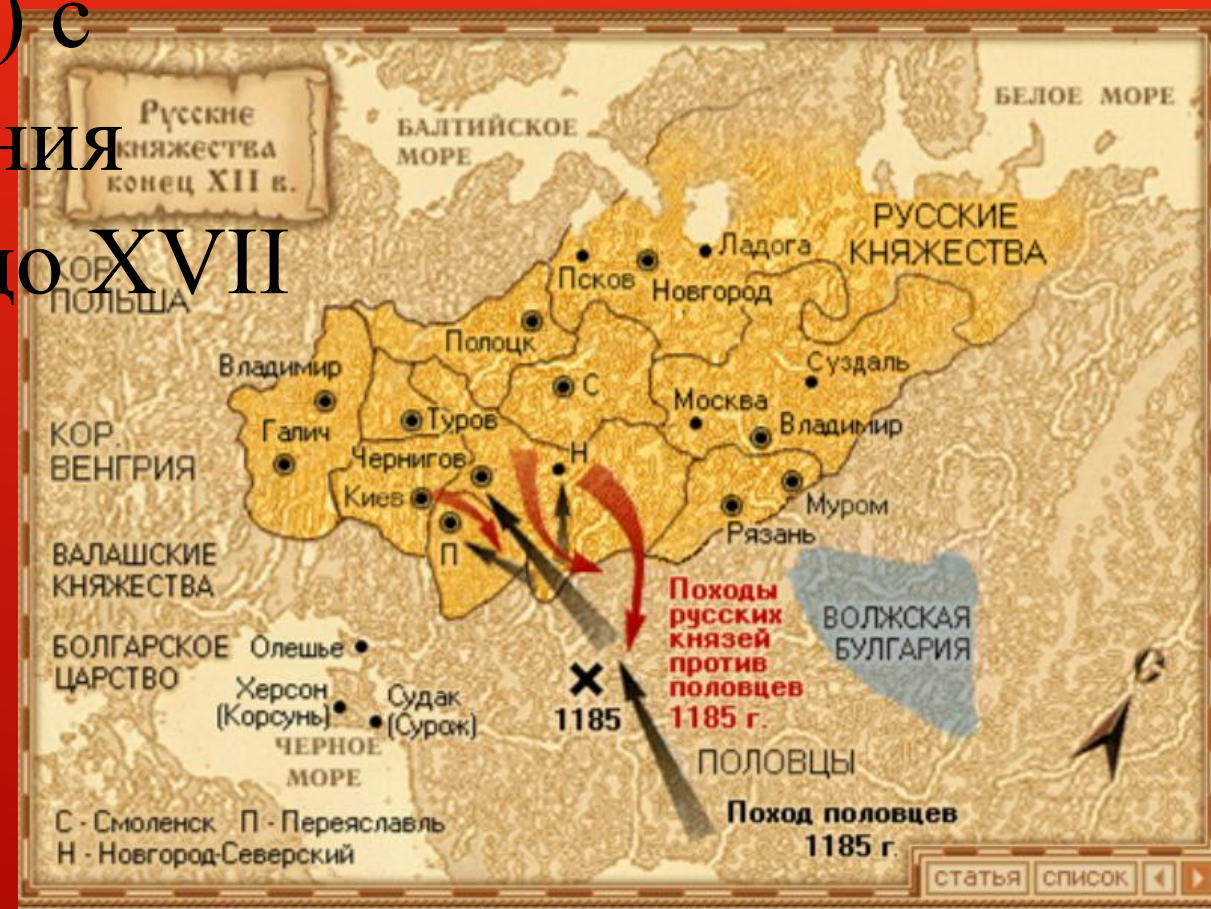 ) с
ния
до XVII
Русские
княжества
конец XII в.
БАЛТИЙСКОЕ
МОРЕ
БЕЛОЕ МОРЕ
РУССКИЕ
КНЯЖЕСТВА
Ладога
Псков
Новгород
КОР.
ПОЛЬША
Полоцк
Суздаль
Владимир
С
Москва
Туров
Владимир
Галич
КОР.
ВЕНГРИЯ
Чернигов
Н
Киев
Муром
Рязань
П
ВАЛАШСКИЕ
КНЯЖЕСТВА
Походы
русских
князей
против
половцев
1185 г.
ВОЛЖСКАЯ
БУЛГАРИЯ
БОЛГАРСКОЕ
ЦАРСТВО
Олешье
Херсон
(Корсунь)
Судак
(Сурож)
1185
С
ЧЕРНОЕ
МОРЕ
ПОЛОВЦЫ
Поход половцев
1185 г.
С - Смоленск П - Переяславль
Н - Новгород-Северский
статья список